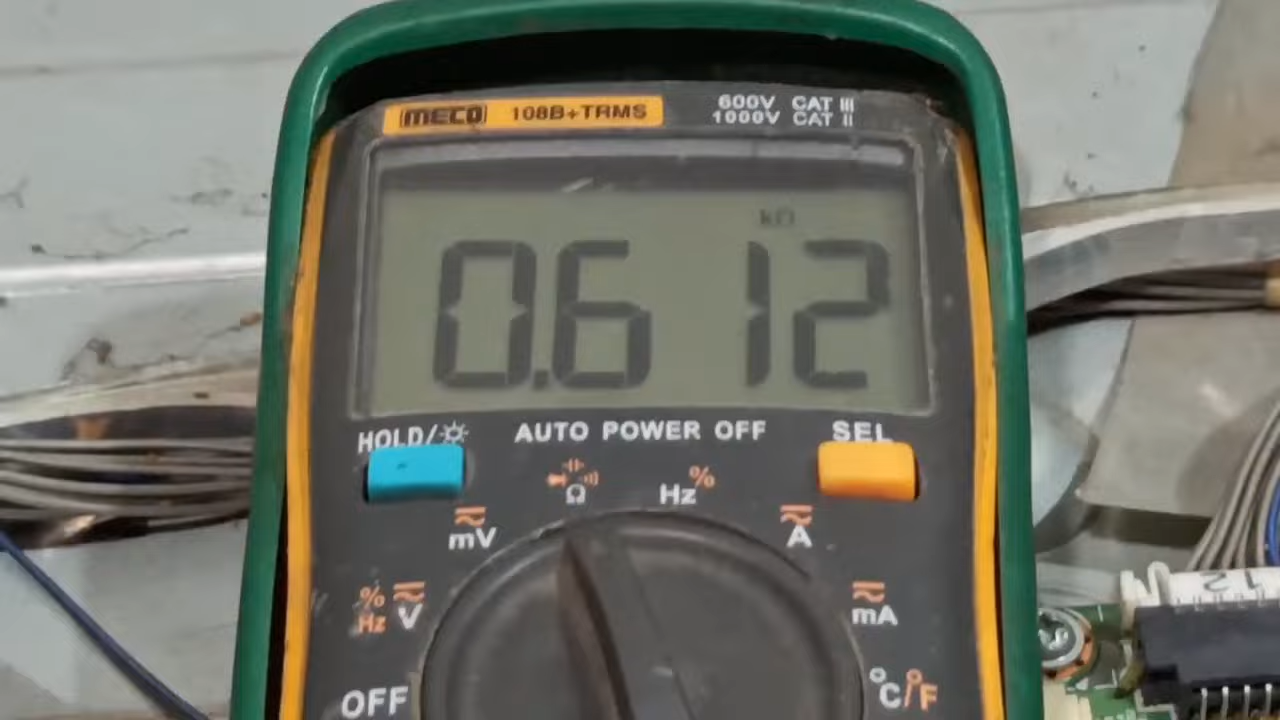 MECO 108B+TRMS
600V CAT III
1000V CAT II
kΩ
0.612
HOLD/ AUTO POWER OFF SEL
Ω
Hz %
mV
A
% Hz V
mA
OFF
°C/°F
12